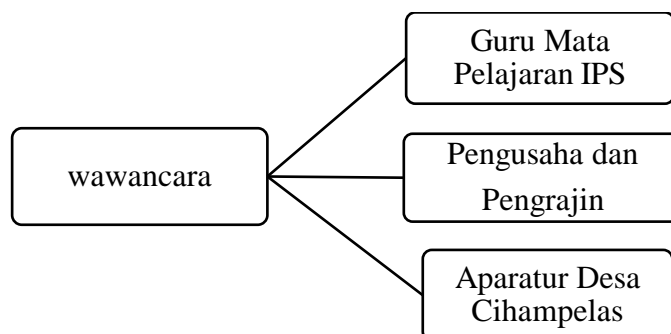 Guru Mata
Pelajaran IPS
wawancara
Pengusaha dan
Pengrajin
Aparatur Desa
Cihampelas